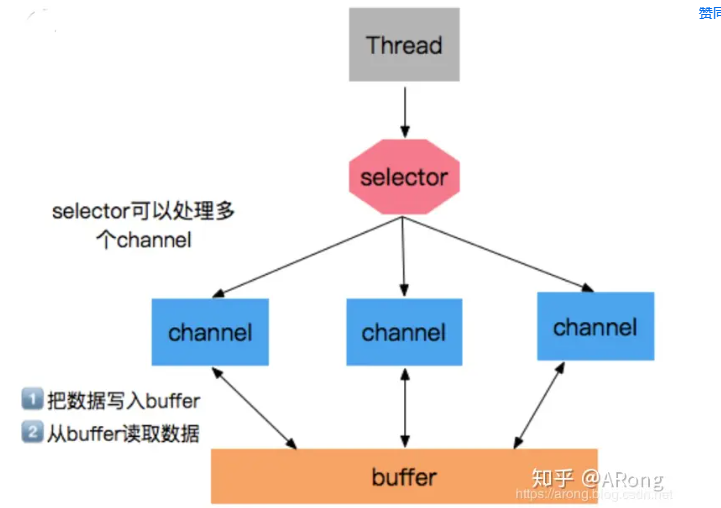 赞同
Thread
selector
selector可以处理多
个channel
channel
channel
channel
1 把数据写入buffer
2 从buffer读取数据
buffer
知乎 @ARong
https://arong.blog.csdn.net